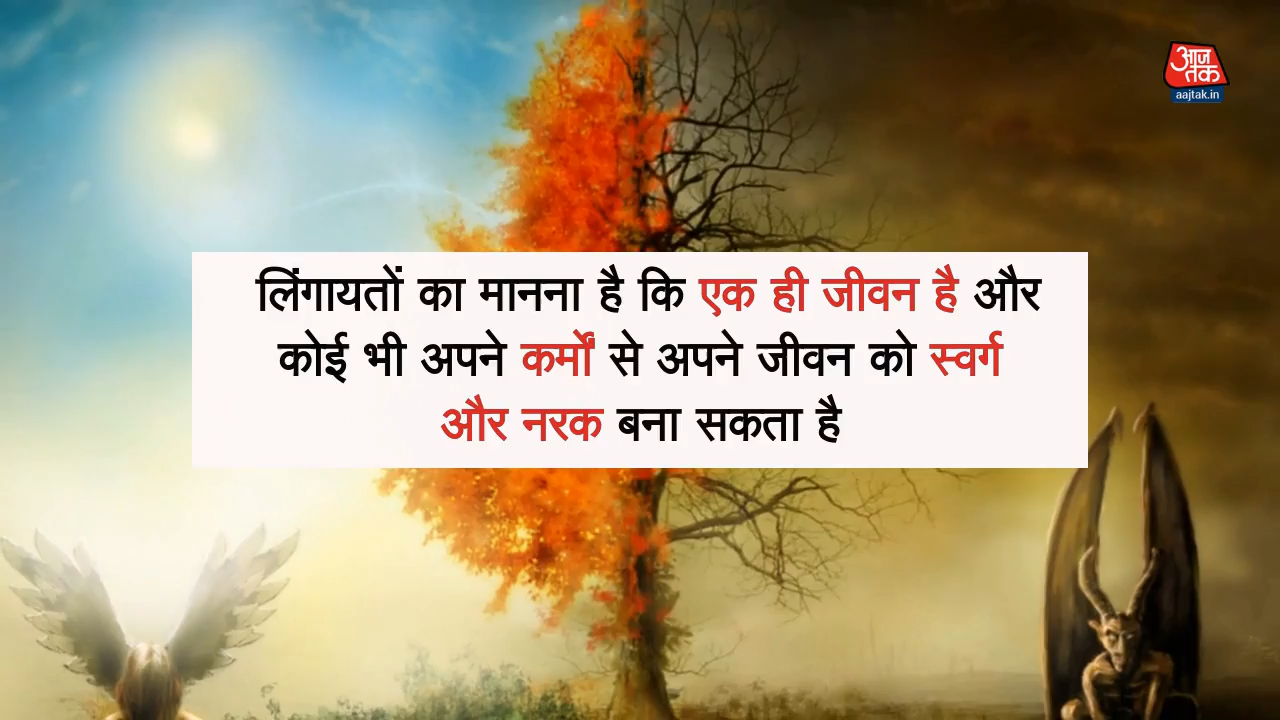 आज
तक
aajtak.in
लिंगायतों का मानना है कि एक ही जीवन है और
कोई भी अपने कर्मों से अपने जीवन को स्वर्ग
और नरक बना सकता है